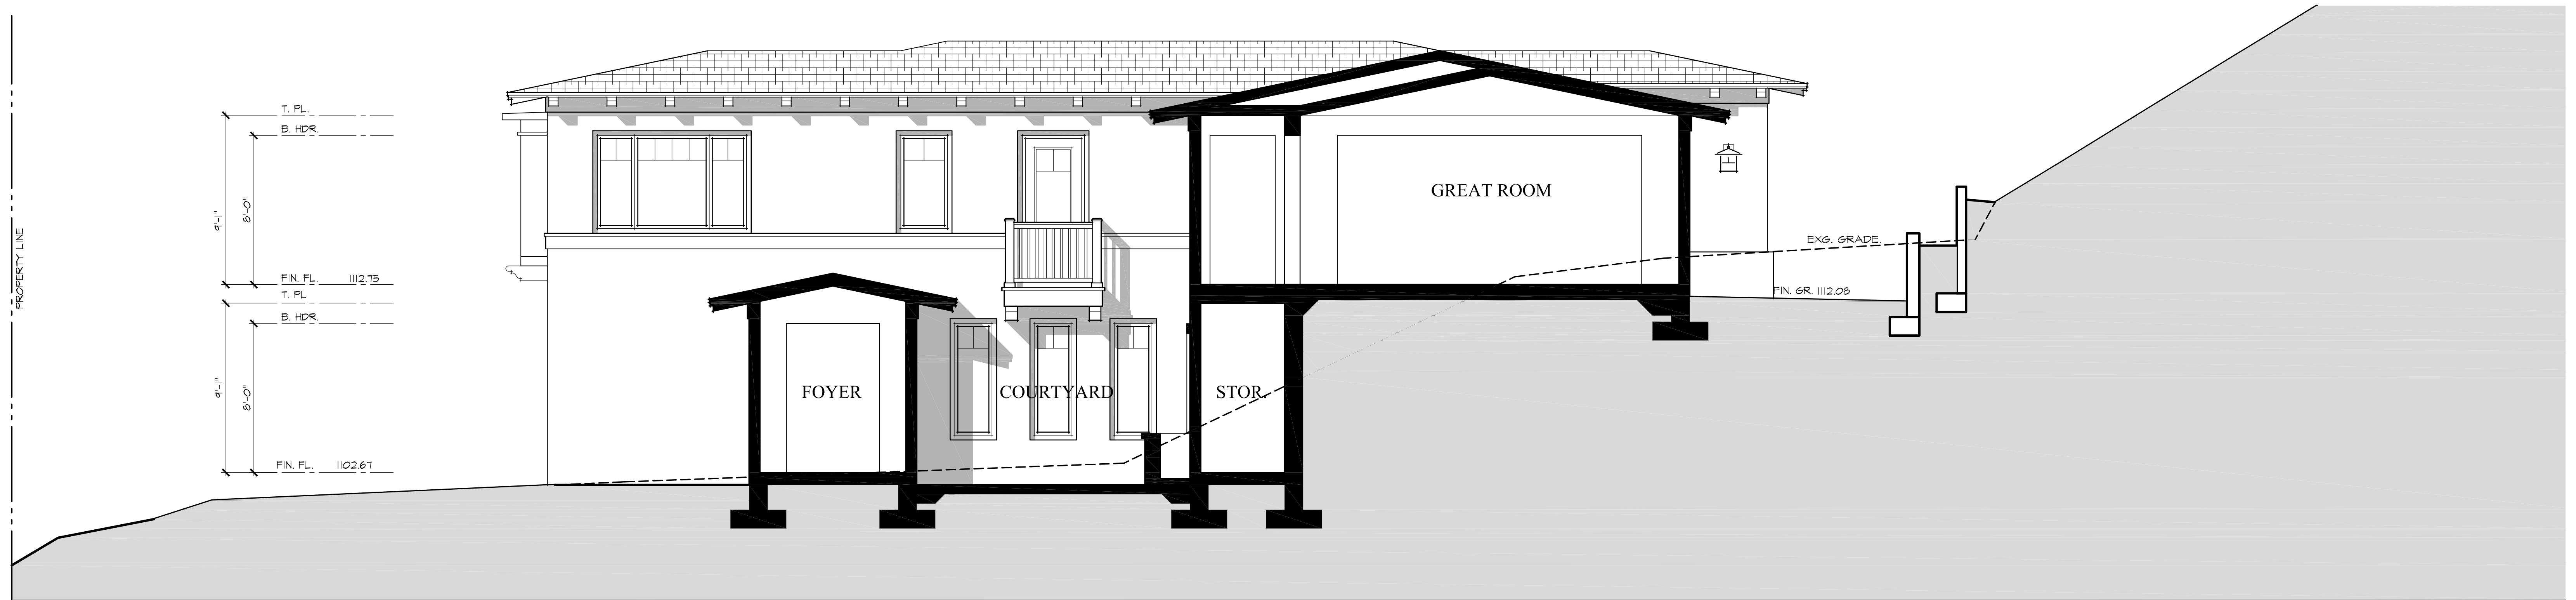 T. PL.
B. HDR.
9'-1"
8'-0"
GREAT ROOM
PROPERTY LINE
EXG. GRADE.
FIN. FL. 1112.75
T. PL
FIN. GR. 1112.08
B. HDR.
9'-1"
8'-0"
FOYER
COURTYARD
STOR.
FIN. FL. 1102.67